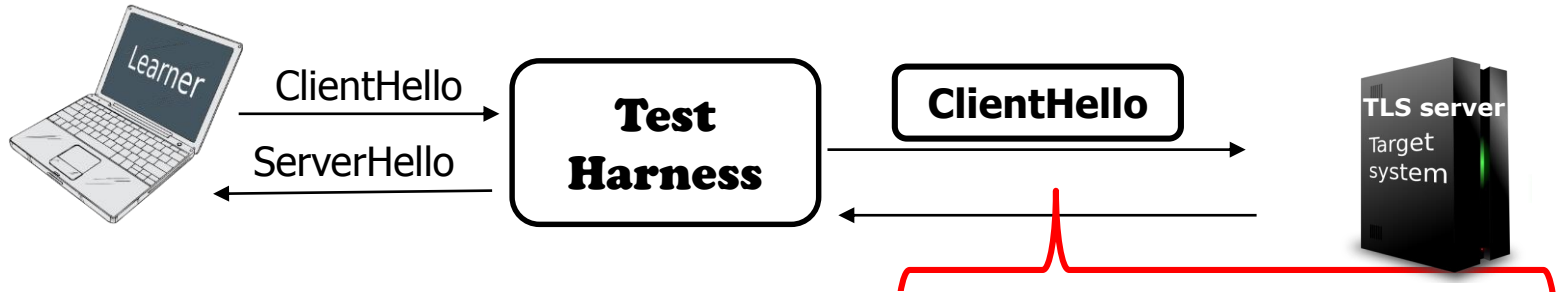 Learner
ClientHello
ServerHello
Test
Harness
ClientHello
TLS server
Target
system